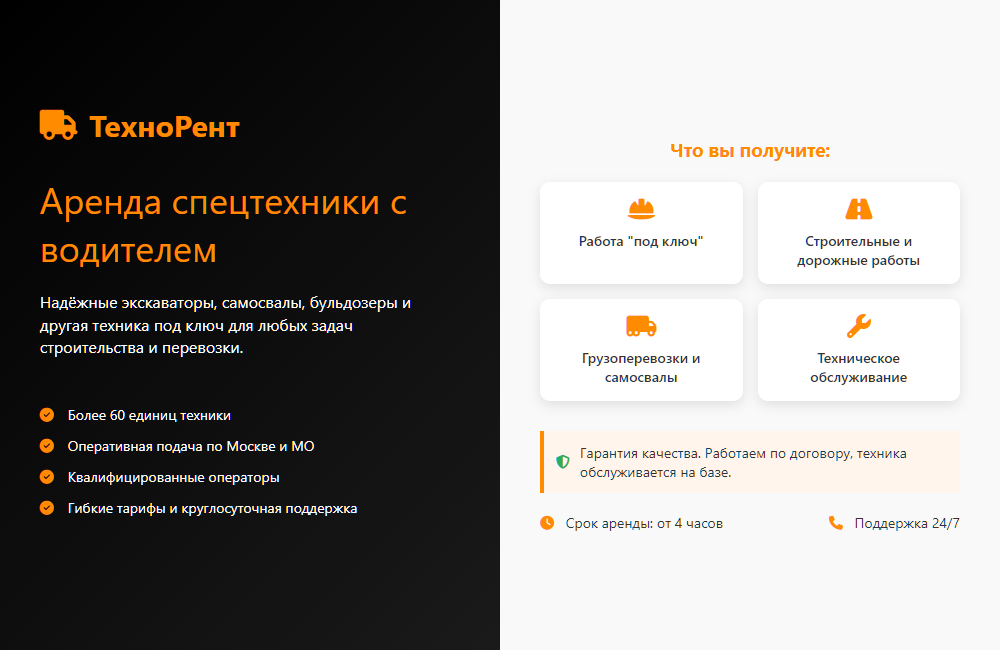 ТехноРент
Аренда спецтехники с
водителем
Надёжные экскаваторы, самосвалы, бульдозеры и
другая техника под ключ для любых задач
строительства и перевозки.
Более 60 единиц техники
Оперативная подача по Москве и МО
Квалифицированные операторы
Гибкие тарифы и круглосуточная поддержка
Что вы получите:
Работа "под ключ"
Строительные и
дорожные работы
Грузоперевозки и
самосвалы
Техническое
обслуживание
Гарантия качества. Работаем по договору, техника
обслуживается на базе.
Срок аренды: от 4 часов
Поддержка 24/7